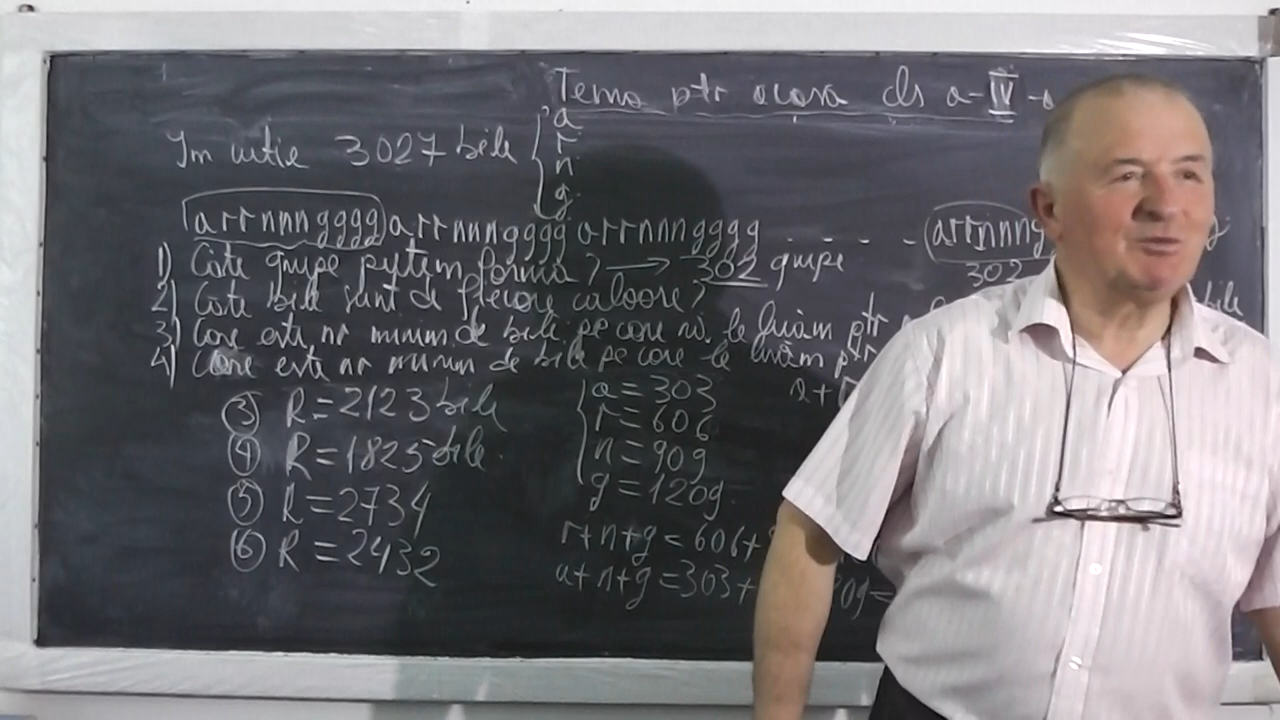 Tema ptr acasa cls a-IV-a
Im cutie 3027 bile { a
r
n
g
arrnnngggg arrnnngggg arrnnngggg . . - - arrnnng
302
1) Câte grupe putem forma? → 302 grupe
2) Câte bile sunt de fiecare culoare? bile
3) Care este nr minim de bile pe care le luăm ptr
4) Care este nr minim de bile pe care le luăm ptr
③ R=2123 bile
④ R=1825 bile
⑤ R=2734
⑥ R=2432
a=303
r=606
n=909
g=1209
r+n+g=606+
a+n+g=303+ 09=